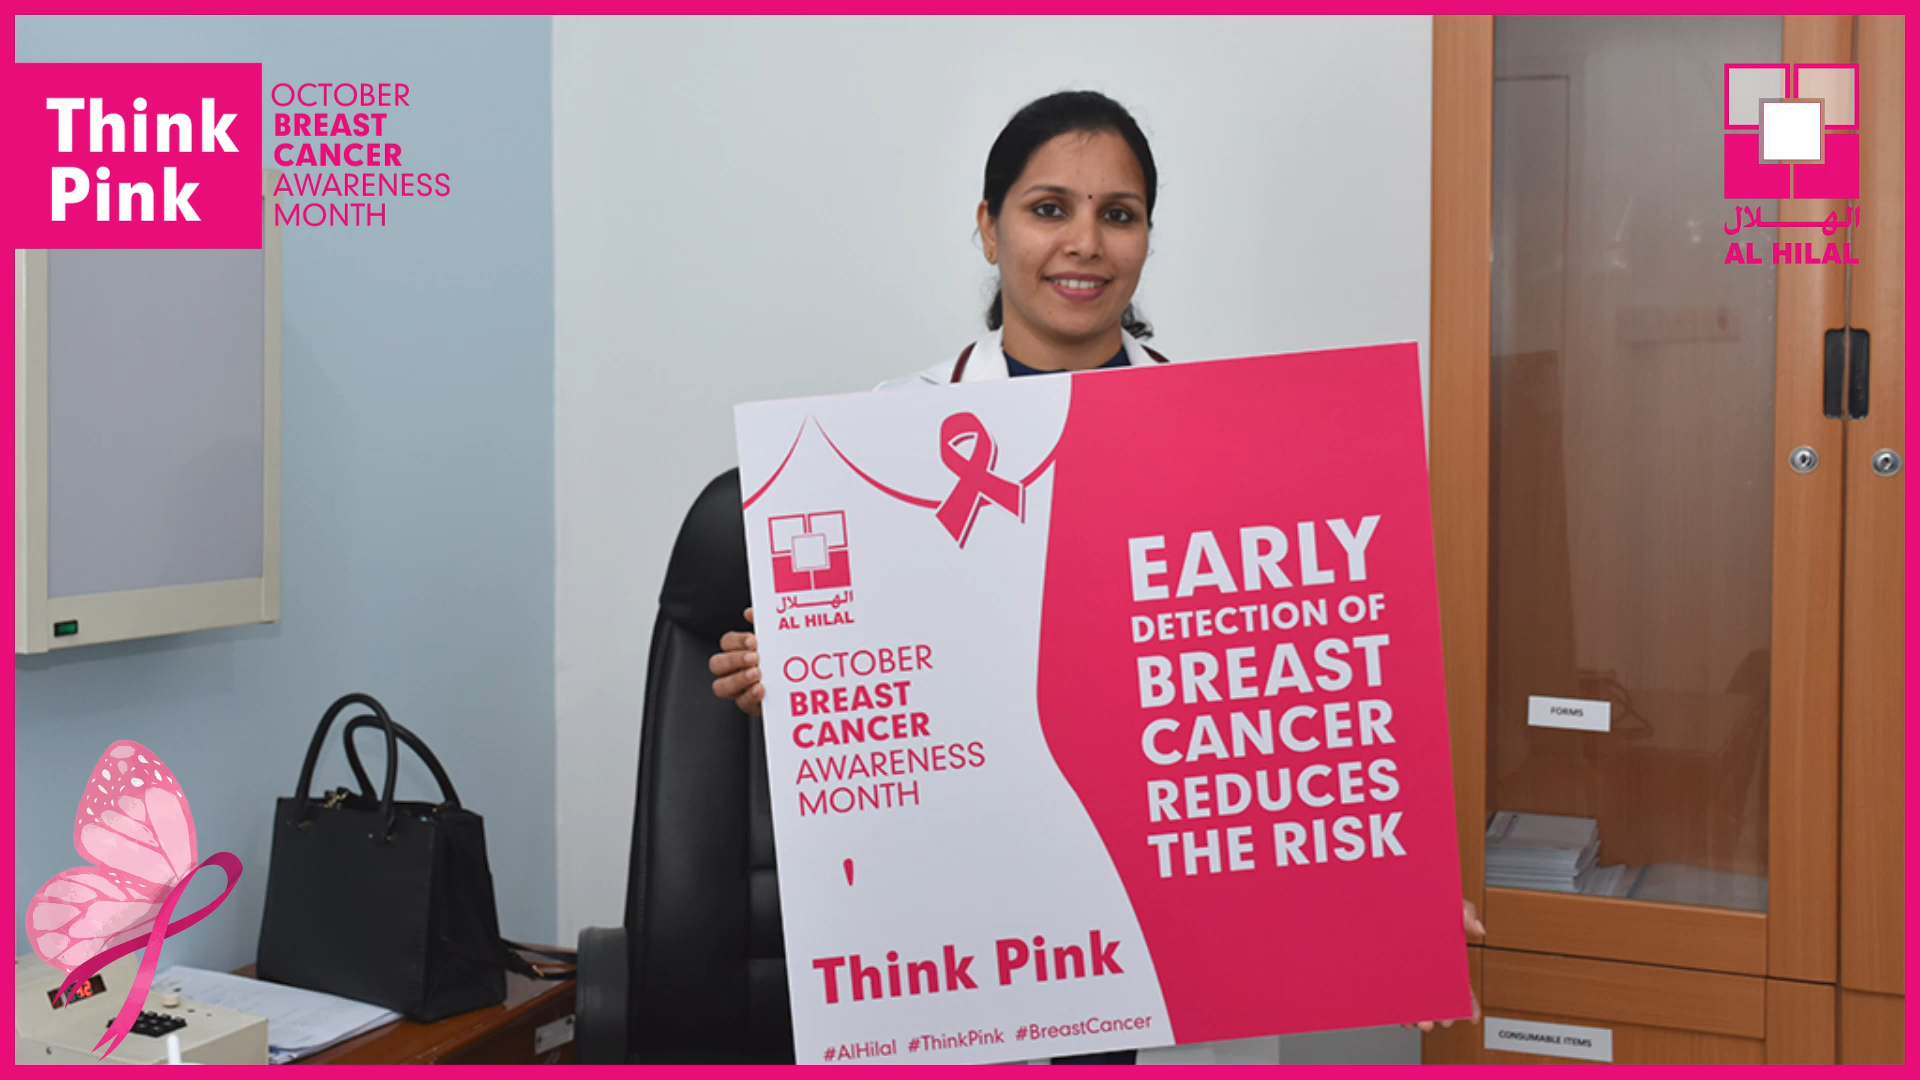 Think
Pink
OCTOBER
BREAST
CANCER
AWARENESS
MONTH
الهلال
AL HILAL
الهلال
AL HILAL
OCTOBER
BREAST
CANCER
AWARENESS
MONTH
Think Pink
#AlHilal #ThinkPink #BreastCancer
EARLY
DETECTION OF
BREAST
CANCER
REDUCES
THE RISK
FORMS
CONSUMABLE ITEMS